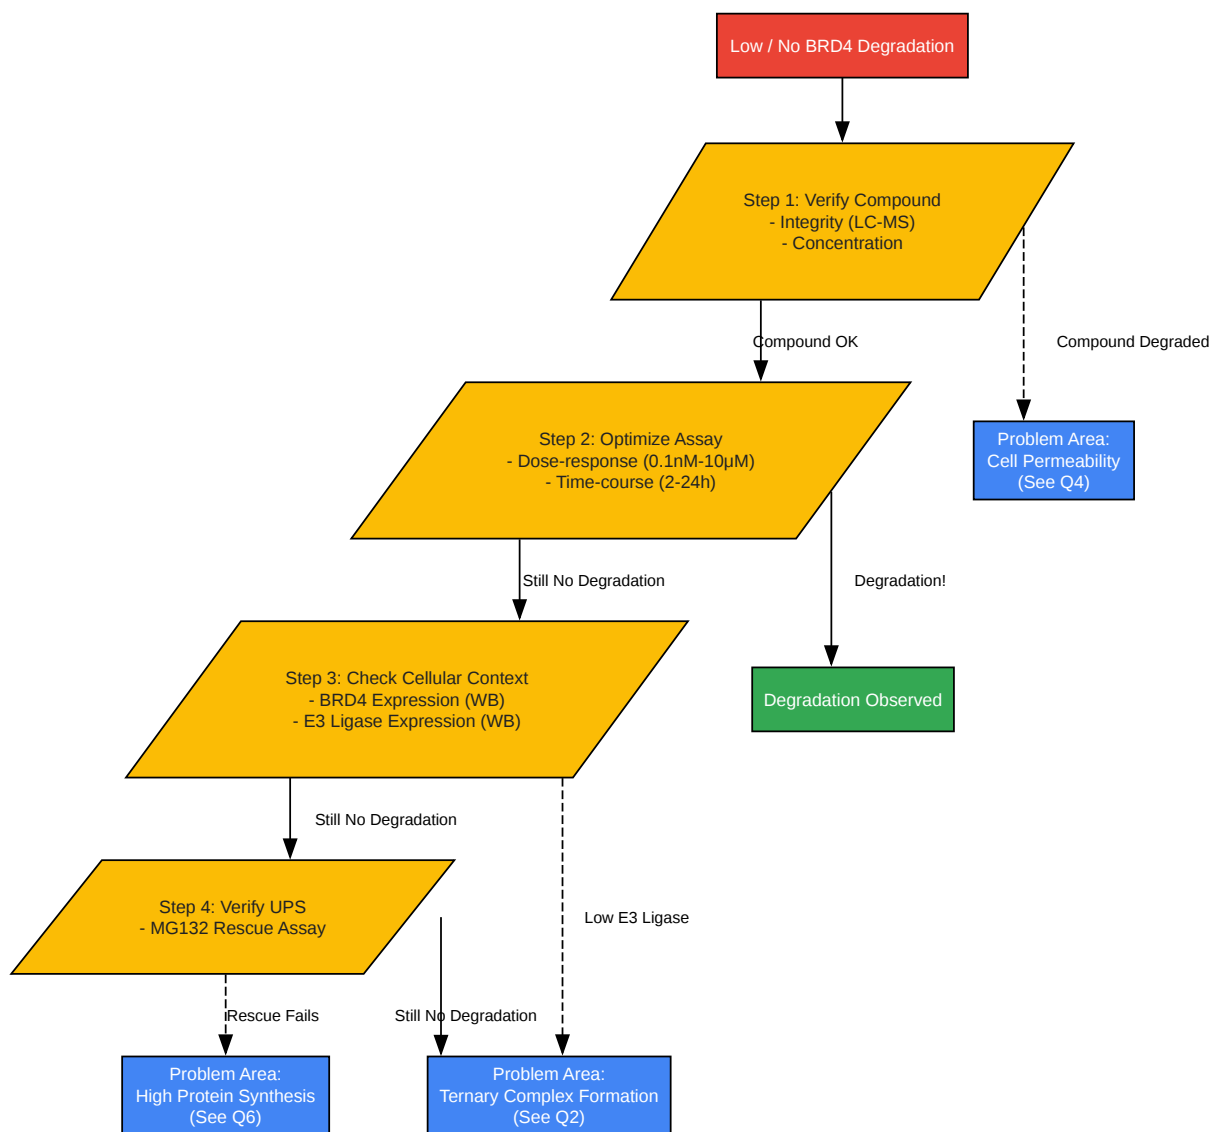 Low / No BRD4 Degradation
Step 1: Verify Compound
- Integrity (LC-MS)
- Concentration
Compound OK
Compound Degraded
Step 2: Optimize Assay
- Dose-response (0.1nM-10μM)
- Time-course (2-24h)
Problem Area:
Cell Permeability
(See Q4)
Still No Degradation
Degradation!
Step 3: Check Cellular Context
- BRD4 Expression (WB)
- E3 Ligase Expression (WB)
Degradation Observed
Still No Degradation
Low E3 Ligase
Step 4: Verify UPS
- MG132 Rescue Assay
Rescue Fails
Still No Degradation
Problem Area:
High Protein Synthesis
(See Q6)
Problem Area:
Ternary Complex Formation
(See Q2)